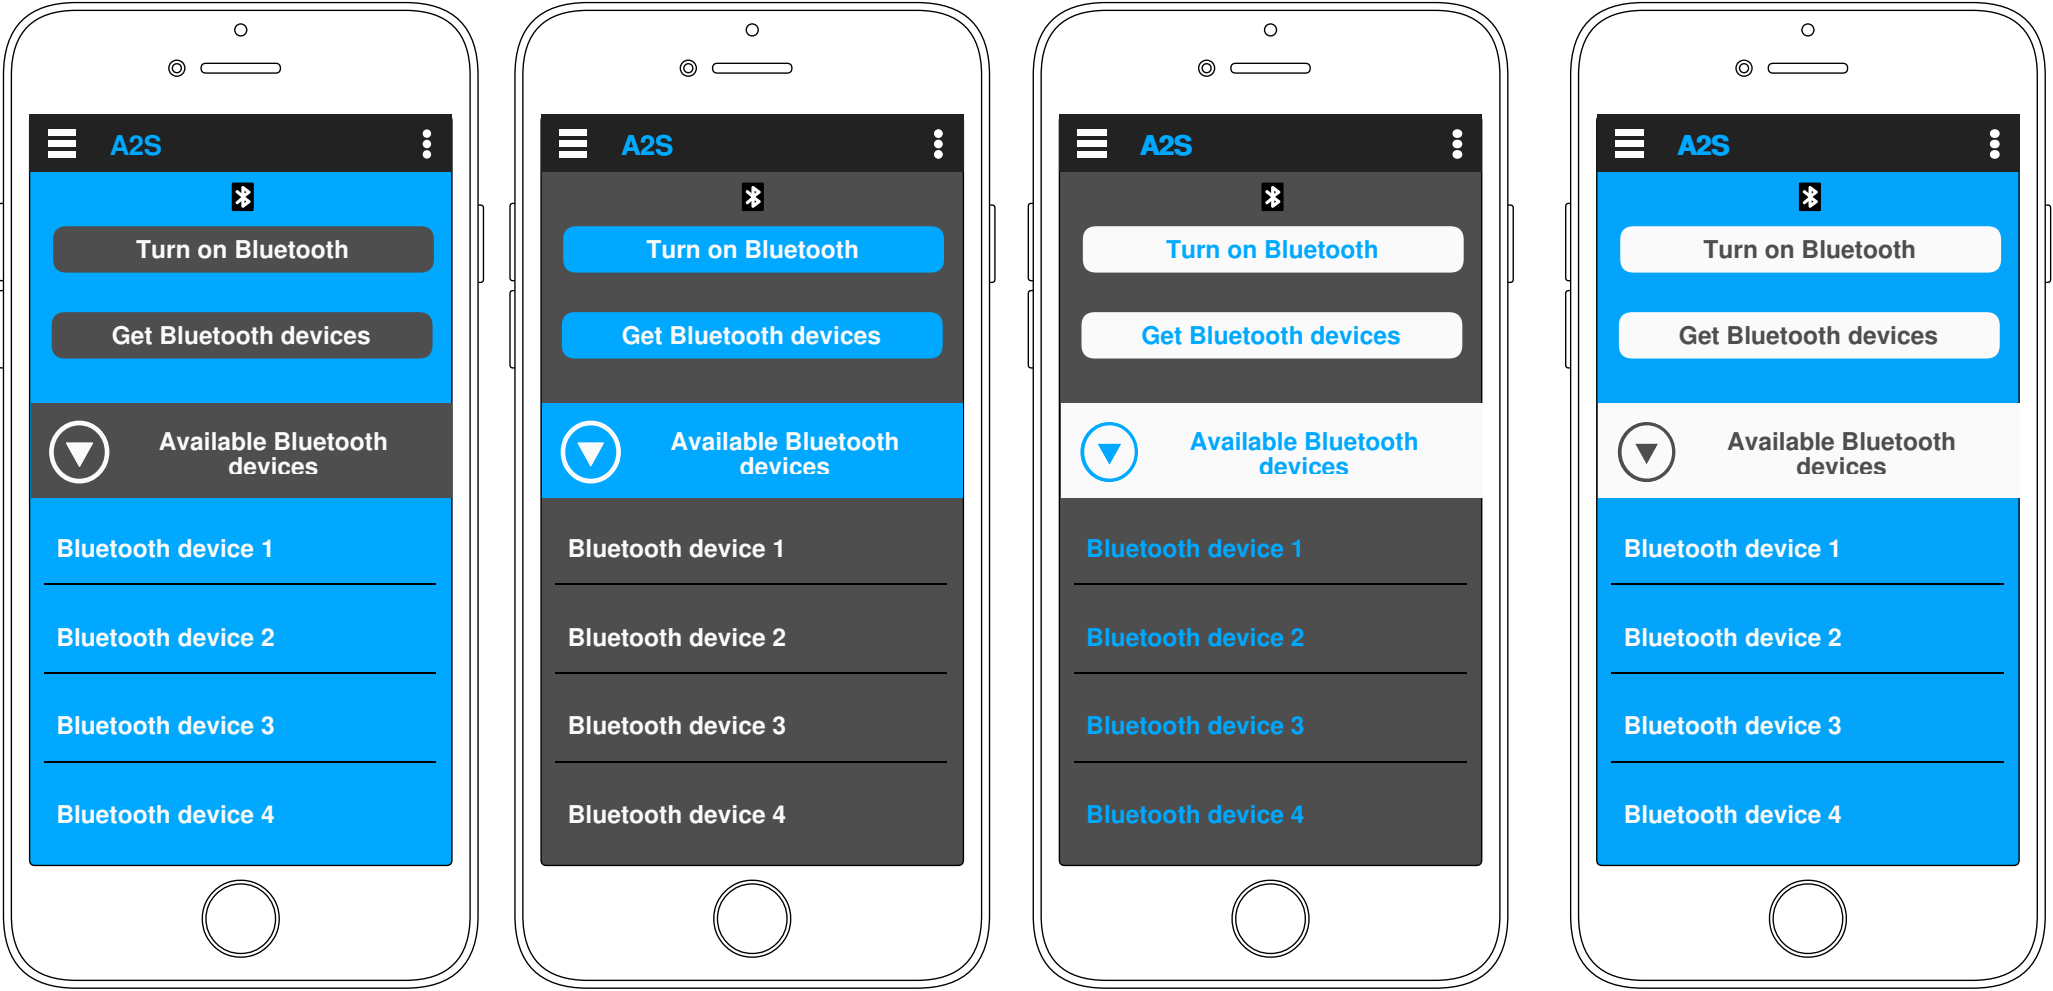 A2S
Turn on Bluetooth
Get Bluetooth devices
Available Bluetooth
devices
Bluetooth device 1
Bluetooth device 2
Bluetooth device 3
Bluetooth device 4
A2S
Turn on Bluetooth
Get Bluetooth devices
Available Bluetooth
devices
Bluetooth device 1
Bluetooth device 2
Bluetooth device 3
Bluetooth device 4
A2S
Turn on Bluetooth
Get Bluetooth devices
Available Bluetooth
devices
Bluetooth device 1
Bluetooth device 2
Bluetooth device 3
Bluetooth device 4
A2S
Turn on Bluetooth
Get Bluetooth devices
Available Bluetooth
devices
Bluetooth device 1
Bluetooth device 2
Bluetooth device 3
Bluetooth device 4